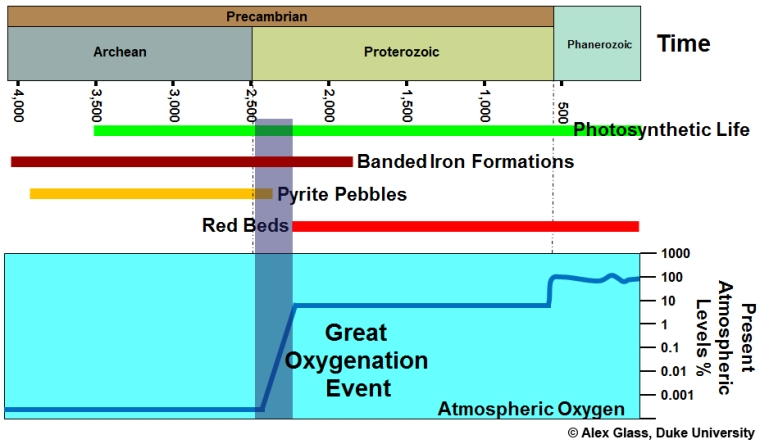 Precambrian
Archean
Proterozoic
Phanerozoic
Time
4,000
3,500
3,000
2,500
2,000
1,500
1,000
500
Photosynthetic Life
Banded Iron Formations
Pyrite Pebbles
Red Beds
1000
100
10
1
0.1
0.01
0.001
Present
Atmospheric
Levels %
Great
Oxygenation
Event
Atmospheric Oxygen
© Alex Glass, Duke University